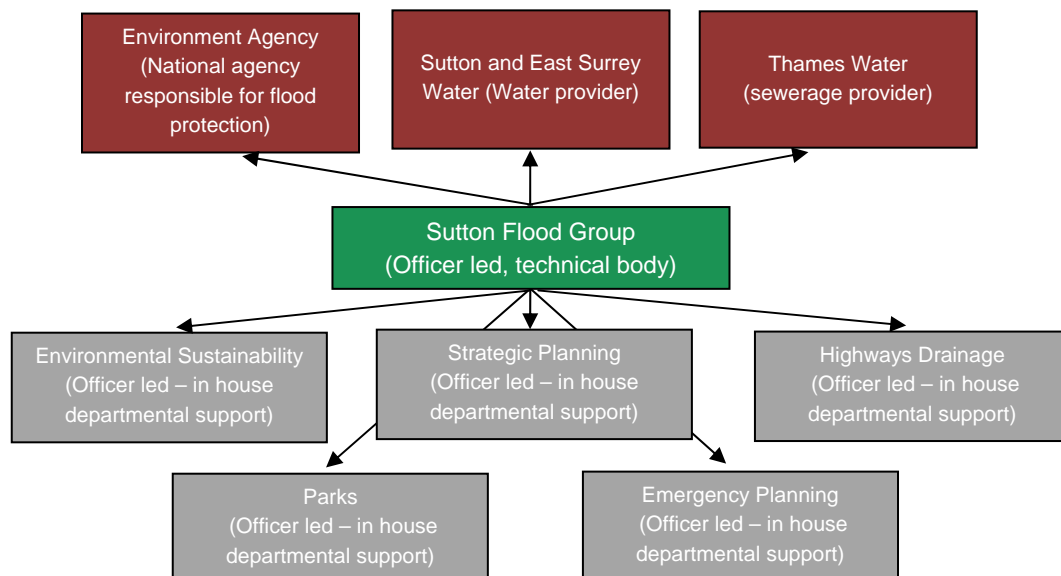 Environment Agency
(National agency
responsible for flood
protection)
Sutton and East Surrey
Water (Water provider)
Thames Water
(sewerage provider)
Sutton Flood Group
(Officer led, technical body)
Environmental Sustainability
(Officer led – in house
departmental support)
Strategic Planning
(Officer led – in house
departmental support)
Highways Drainage
(Officer led – in house
departmental support)
Parks
(Officer led – in house
departmental support)
Emergency Planning
(Officer led – in house
departmental support)